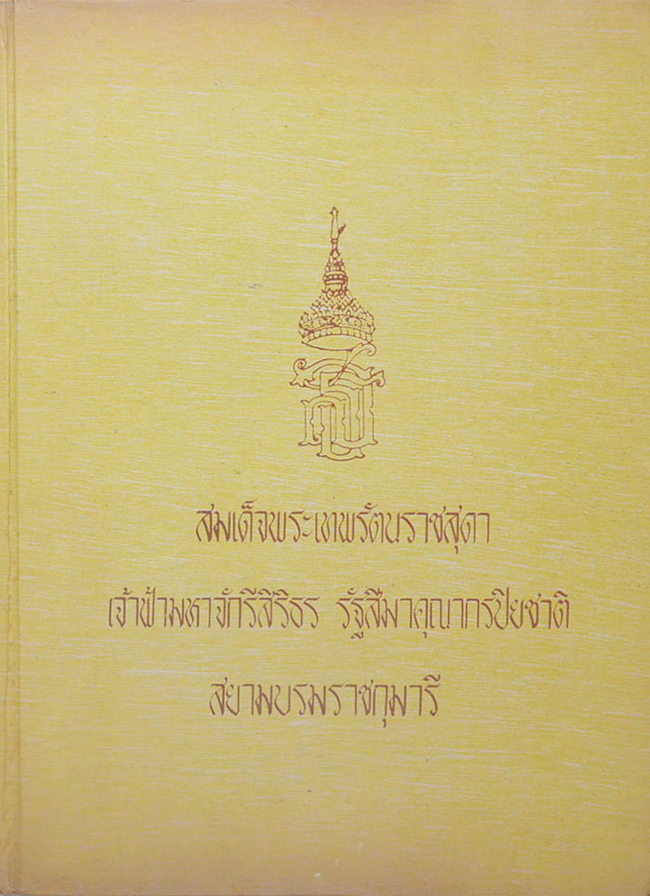 สมเด็จพระเทพรัตนราชสุดา
เจ้าฟ้ามหาจักรีสิริธร รัฐสีมาคุณากรปิยชาติ
สยามบรมราชกุมารี